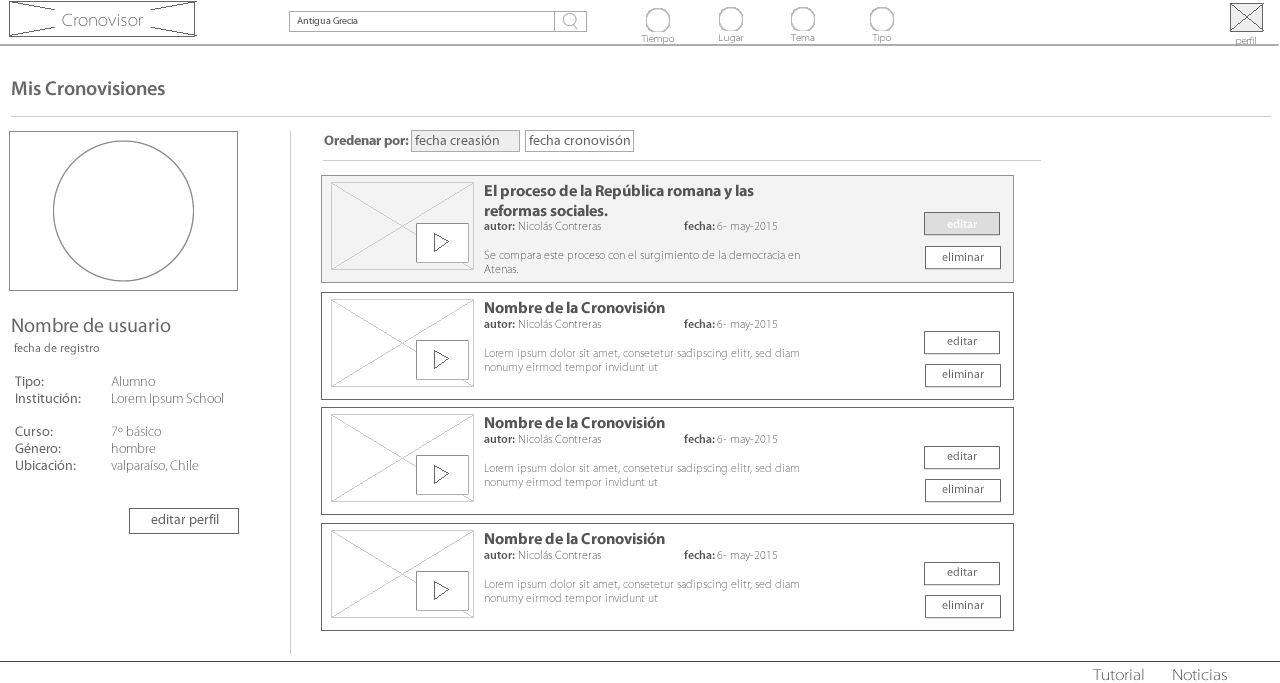 Cronovisor
Antigua Grecia
Tiempo
Lugar
Tema
Tipo
perfil
Mis Cronovisiones
Nombre de usuario
fecha de registro
Tipo: Alumno
Institución: Lorem Ipsum School
Curso: 7º básico
Género: hombre
Ubicación: valparaíso, Chile
editar perfil
Oredenar por: fecha creasión fecha cronovisón
El proceso de la República romana y las
reformas sociales.
autor: Nicolás Contreras fecha: 6- may-2015
Se compara este proceso con el surgimiento de la democracia en
Atenas.
editar
eliminar
Nombre de la Cronovisión
autor: Nicolás Contreras fecha: 6- may-2015
Lorem ipsum dolor sit amet, consetetur sadipscing elitr, sed diam
nonumy eirmod tempor invidunt ut
editar
eliminar
Nombre de la Cronovisión
autor: Nicolás Contreras fecha: 6- may-2015
Lorem ipsum dolor sit amet, consetetur sadipscing elitr, sed diam
nonumy eirmod tempor invidunt ut
editar
eliminar
Nombre de la Cronovisión
autor: Nicolás Contreras fecha: 6- may-2015
Lorem ipsum dolor sit amet, consetetur sadipscing elitr, sed diam
nonumy eirmod tempor invidunt ut
editar
eliminar
Tutorial Noticias